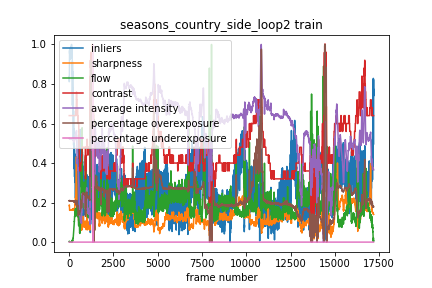 seasons_country_side_loop2 train
1.0
0.8
0.6
0.4
0.2
0.0
inliers
sharpness
flow
contrast
average intensity
percentage overexposure
percentage underexposure
0 2500 5000 7500 10000 12500 15000 17500
frame number